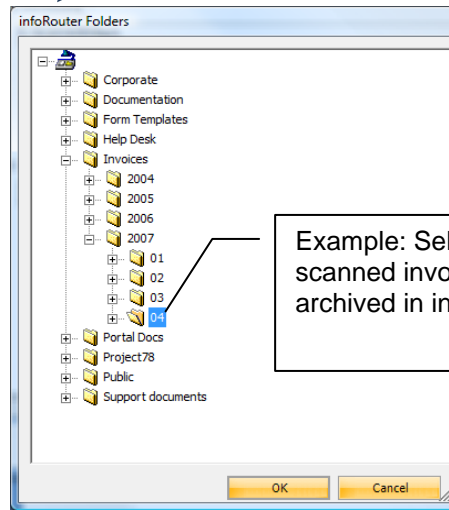 infoRouter Folders
Corporate
Documentation
Form Templates
Help Desk
Invoices
2004
2005
2006
2007
01
02
03
04
Portal Docs
Project78
Public
Support documents
Example: Sel
scanned invo
archived in in
OK
Cancel